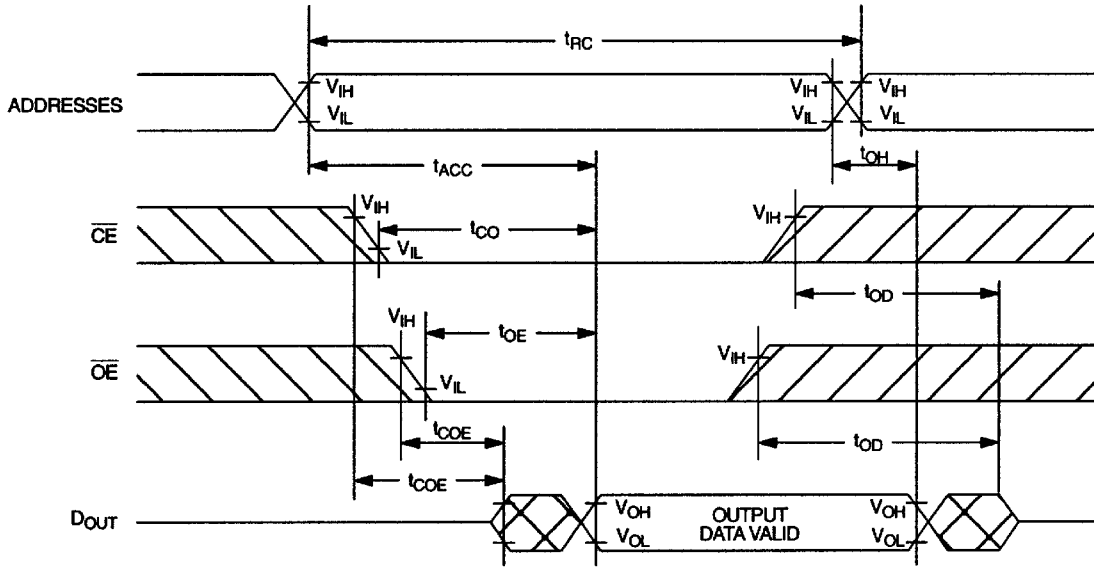 tRC
ADDRESSES
VIH
VIL
VIH
VIL
VIH
VIL
tACC
tOH
CE
VIH
VIL
tCO
VIH
tOD
OE
VIH
VIL
tOE
VIH
tCOE
tOD
tCOE
DOUT
VOH
VOL
OUTPUT
DATA VALID
VOH
VOL